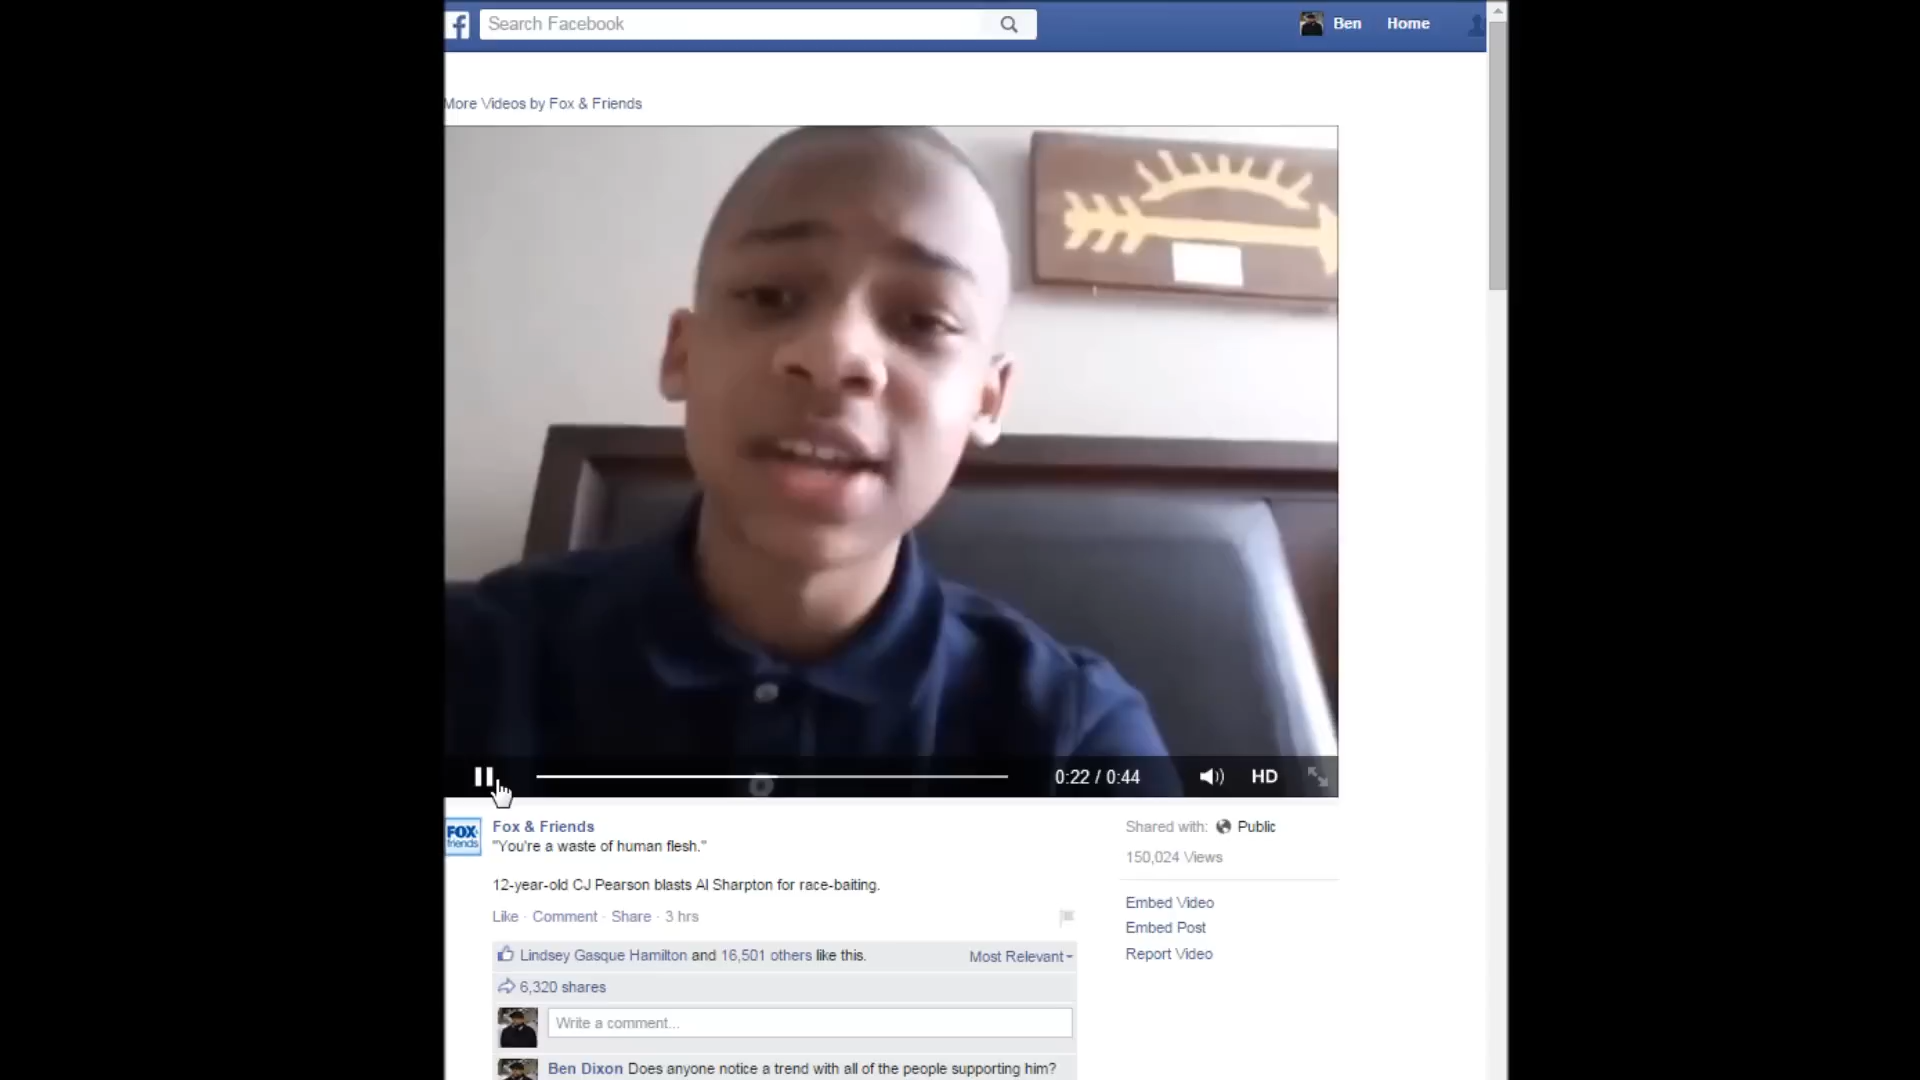 Search Facebook
Ben Home
More Videos by Fox & Friends
0:22 / 0:44 HD
FOX
friends
Fox & Friends
"You're a waste of human flesh."
12-year-old CJ Pearson blasts Al Sharpton for race-baiting.
Like · Comment · Share · 3 hrs
Shared with: Public
150,024 Views
Embed Video
Embed Post
Report Video
Lindsey Gasque Hamilton and 16,501 others like this.
Most Relevant
6,320 shares
Write a comment...
Ben Dixon Does anyone notice a trend with all of the people supporting him?